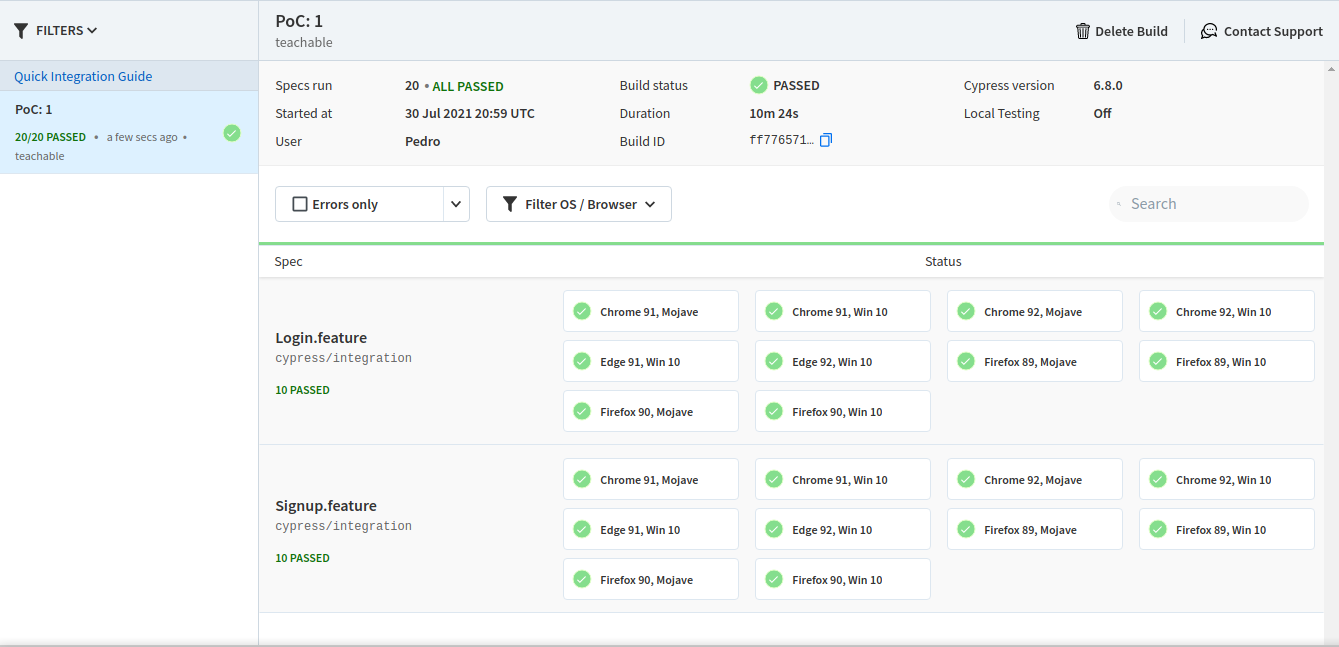 FILTERS
Quick Integration Guide
PoC: 1
20/20 PASSED • a few secs ago •
teachable
PoC: 1
teachable
Delete Build
Contact Support
Specs run 20 • ALL PASSED Build status PASSED Cypress version 6.8.0
Started at 30 Jul 2021 20:59 UTC Duration 10m 24s Local Testing Off
User Pedro Build ID ff776571…
Errors only Filter OS / Browser Search
Spec Status
Login.feature
cypress/integration
10 PASSED
Chrome 91, Mojave Chrome 91, Win 10 Chrome 92, Mojave Chrome 92, Win 10
Edge 91, Win 10 Edge 92, Win 10 Firefox 89, Mojave Firefox 89, Win 10
Firefox 90, Mojave Firefox 90, Win 10
Signup.feature
cypress/integration
10 PASSED
Chrome 91, Mojave Chrome 91, Win 10 Chrome 92, Mojave Chrome 92, Win 10
Edge 91, Win 10 Edge 92, Win 10 Firefox 89, Mojave Firefox 89, Win 10
Firefox 90, Mojave Firefox 90, Win 10